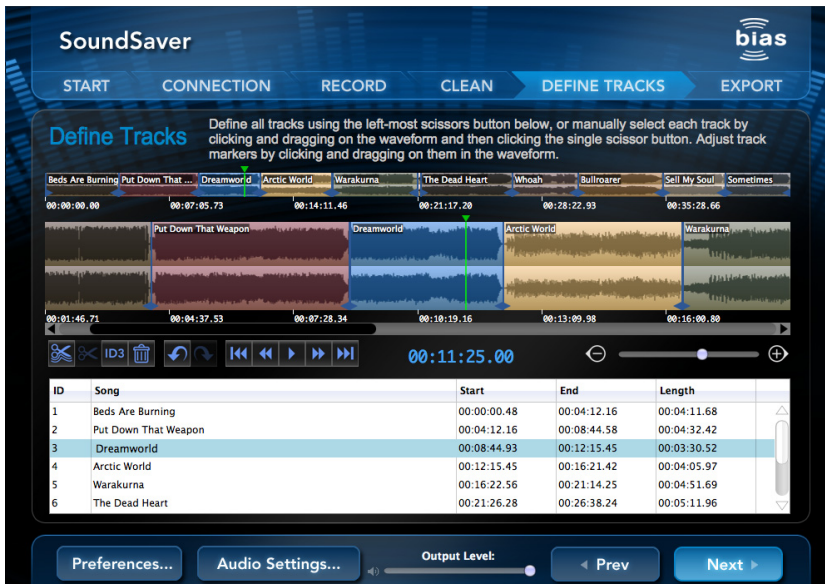 SoundSaver
bias
START CONNECTION RECORD CLEAN DEFINE TRACKS EXPORT
Define Tracks
Define all tracks using the left-most scissors button below, or manually select each track by
clicking and dragging on the waveform and then clicking the single scissor button. Adjust track
markers by clicking and dragging on them in the waveform.
Beds Are Burning Put Down That ... Dreamworld Arctic World Warakurna The Dead Heart Whoah Bullroarer Sell My Soul Sometimes
00:00:00.00 00:07:05.73 00:14:11.46 00:21:17.20 00:28:22.93 00:35:28.66
Put Down That Weapon Dreamworld Arctic World Warakurna
00:01:46.71 00:04:37.53 00:07:28.34 00:10:19.16 00:13:09.98 00:16:00.80
ID3 00:11:25.00
ID Song Start End Length
1 Beds Are Burning 00:00:00.48 00:04:12.16 00:04:11.68
2 Put Down That Weapon 00:04:12.16 00:08:44.58 00:04:32.42
3 Dreamworld 00:08:44.93 00:12:15.45 00:03:30.52
4 Arctic World 00:12:15.45 00:16:21.42 00:04:05.97
5 Warakurna 00:16:22.56 00:21:14.25 00:04:51.69
6 The Dead Heart 00:21:26.28 00:26:38.24 00:05:11.96
Preferences... Audio Settings... Output Level: Prev Next